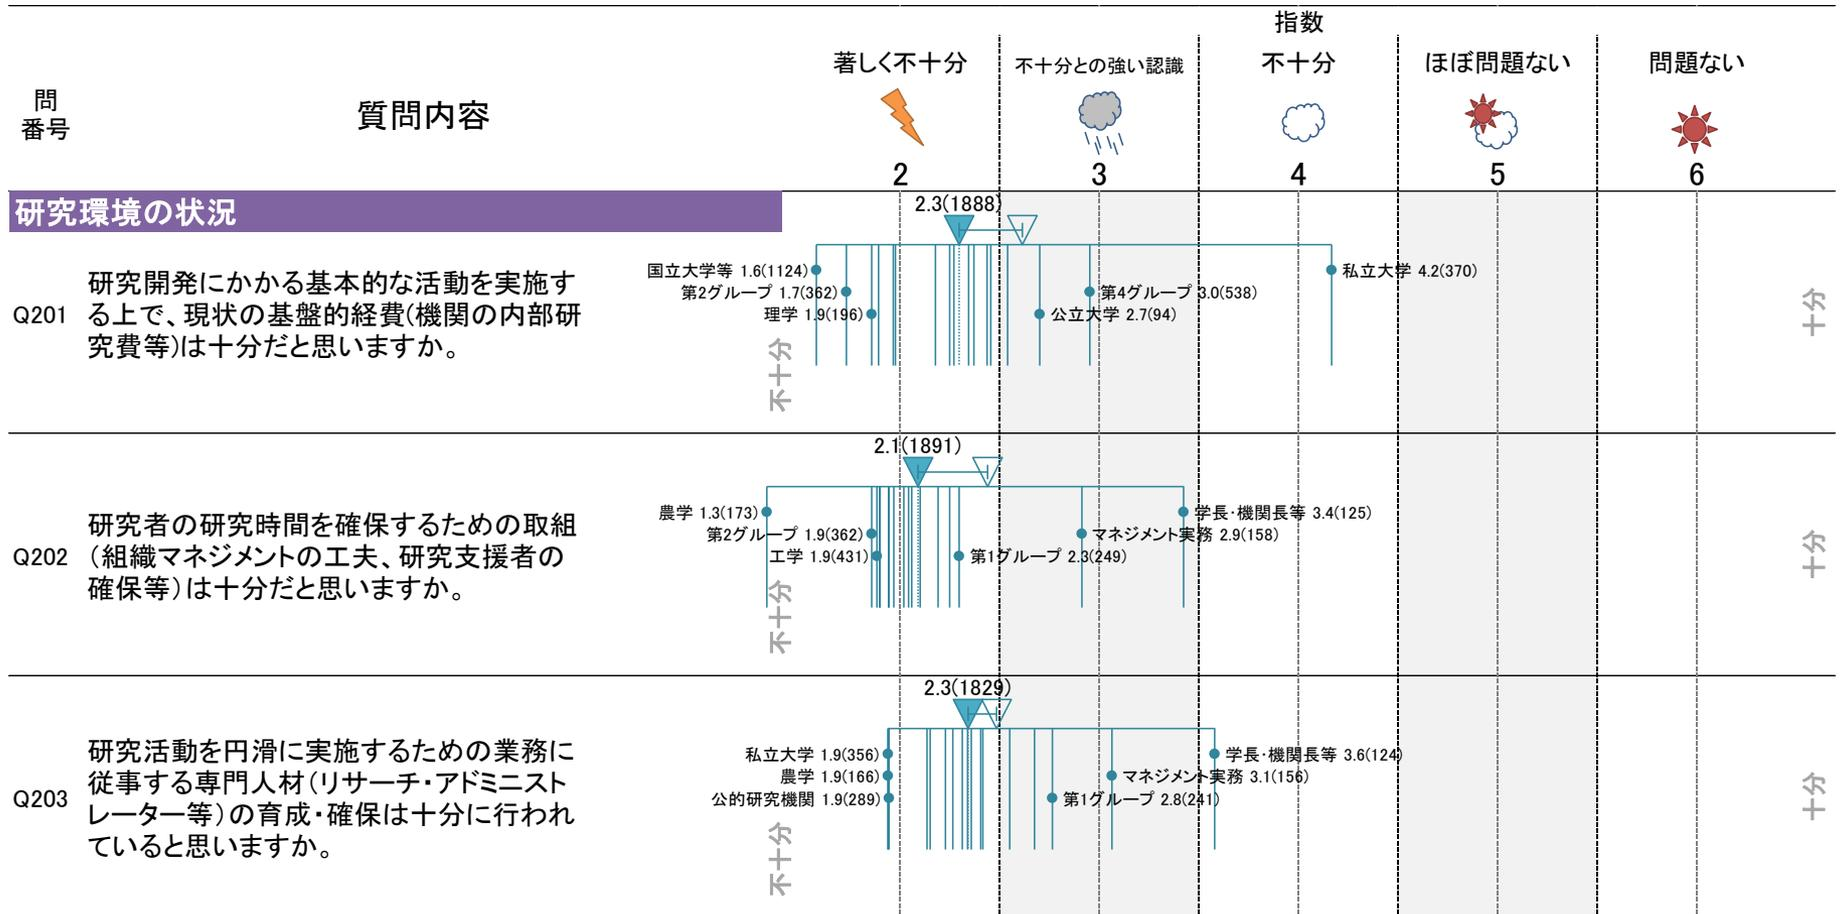 指数
著しく不十分
不十分との強い認識
不十分
ほぼ問題ない
問題ない
問
番号
質問内容
2
3
4
5
6
研究環境の状況
Q201
研究開発にかかる基本的な活動を実施す
る上で、現状の基盤的経費(機関の内部研
究費等)は十分だと思いますか。
2.3(1888)
国立大学等 1.6(1124)
第2グループ 1.7(362)
理学 1.9(196)
私立大学 4.2(370)
第4グループ 3.0(538)
公立大学 2.7(94)
不十分
十分
Q202
研究者の研究時間を確保するための取組
（組織マネジメントの工夫、研究支援者の
確保等）は十分だと思いますか。
2.1(1891)
農学 1.3(173)
第2グループ 1.9(362)
工学 1.9(431)
学長･機関長等 3.4(125)
マネジメント実務 2.9(158)
第1グループ 2.3(249)
不十分
十分
Q203
研究活動を円滑に実施するための業務に
従事する専門人材（リサーチ・アドミニスト
レーター等）の育成・確保は十分に行われ
ていると思いますか。
2.3(1829)
私立大学 1.9(356)
農学 1.9(166)
公的研究機関 1.9(289)
学長･機関長等 3.6(124)
マネジメント実務 3.1(156)
第1グループ 2.8(241)
不十分
十分